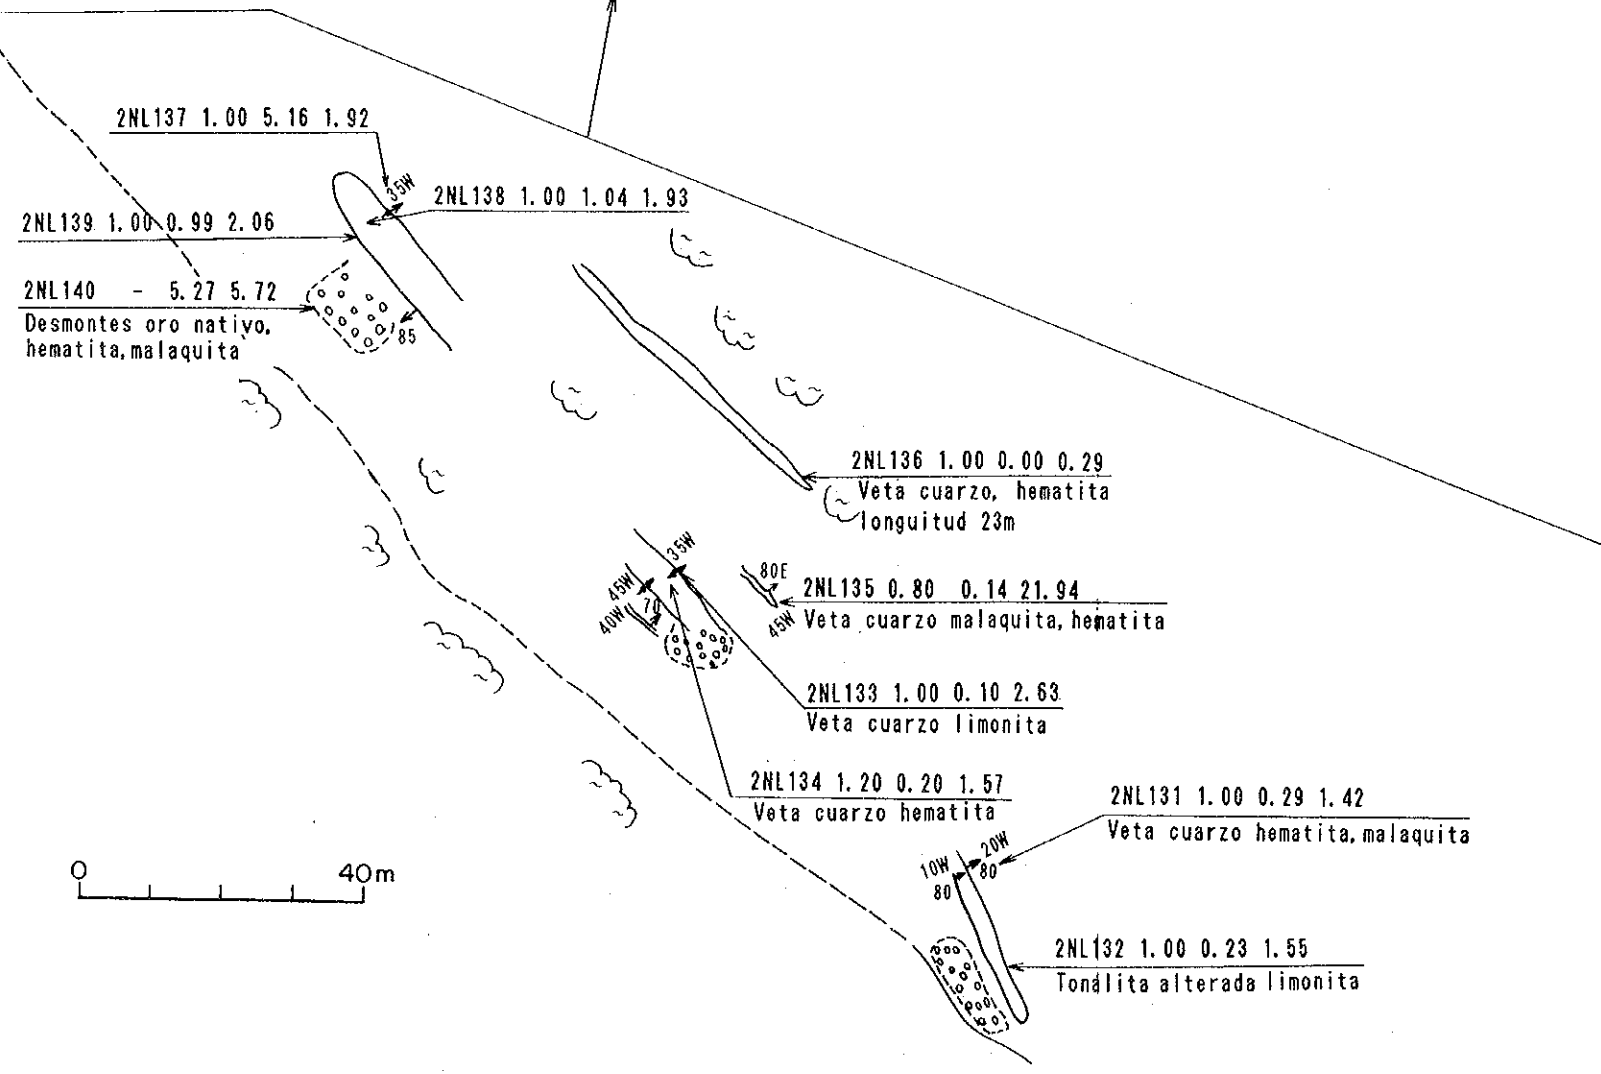 2NL137 1.00 5.16 1.92
35W
2NL138 1.00 1.04 1.93
2NL139 1.00 0.99 2.06
2NL140 - 5.27 5.72
Desmontes oro nativo,
hematita, malaquita
85
2NL136 1.00 0.00 0.29
Veta cuarzo, hematita
longuitud 23m
35W
45W
40W
70
80E
45W
2NL135 0.80 0.14 21.94
Veta cuarzo malaquita, hematita
2NL133 1.00 0.10 2.63
Veta cuarzo limonita
2NL134 1.20 0.20 1.57
Veta cuarzo hematita
2NL131 1.00 0.29 1.42
Veta cuarzo hematita, malaquita
20W
80
10W
80
0 40m
2NL132 1.00 0.23 1.55
Tonalita alterada limonita